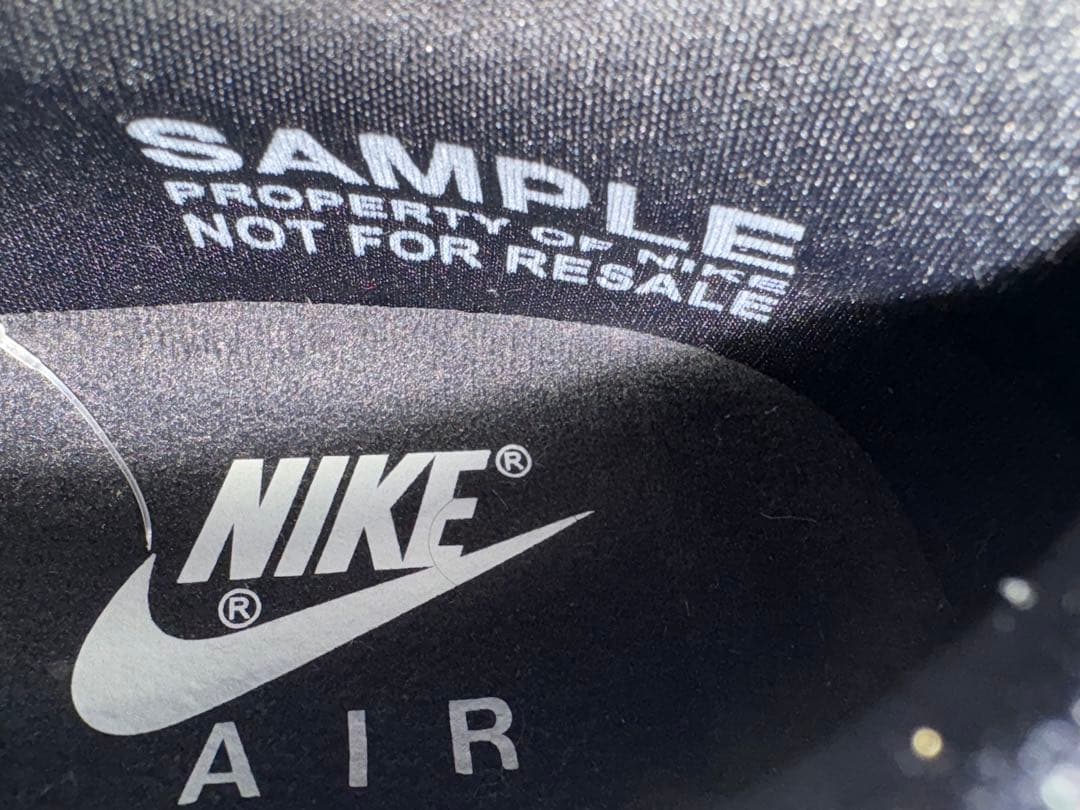 SAMPLE
PROPERTY OF NIKE
NOT FOR RESALE
NIKE®
®
AIR